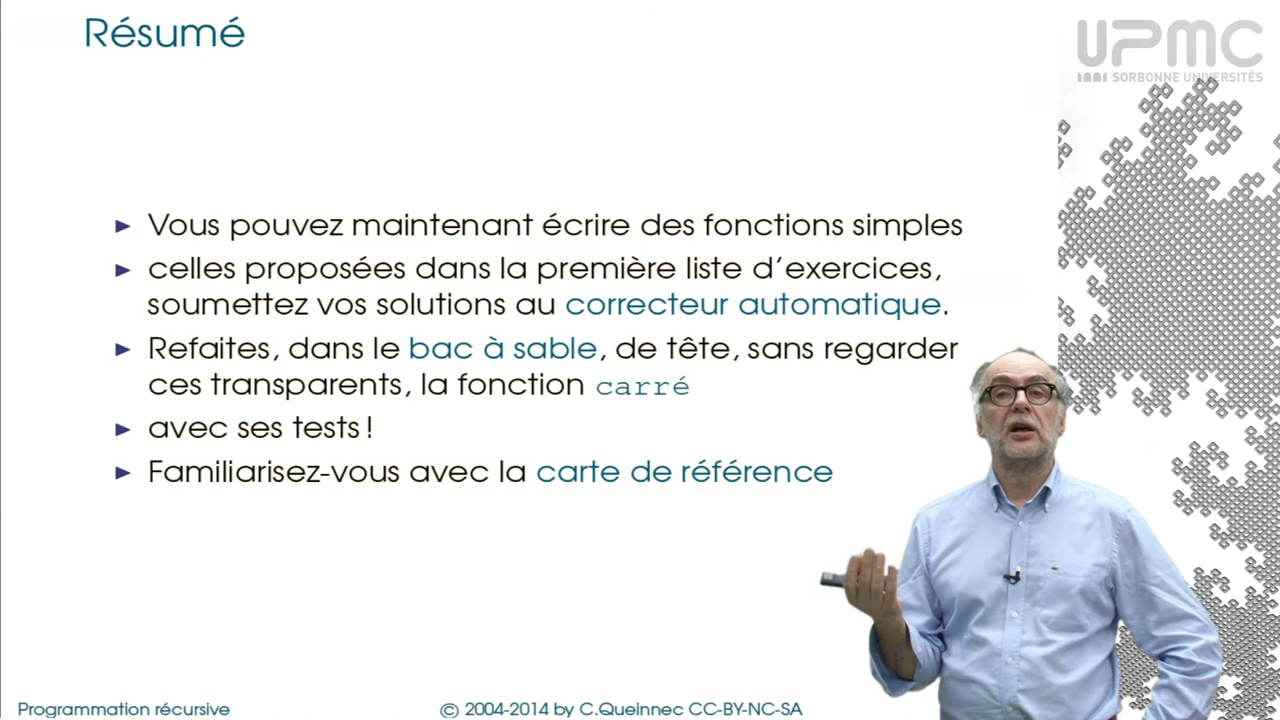 Résumé
UPMC
SORBONNE UNIVERSITÉS
▶ Vous pouvez maintenant écrire des fonctions simples
▶ celles proposées dans la première liste d'exercices,
soumettez vos solutions au correcteur automatique.
▶ Refaites, dans le bac à sable, de tête, sans regarder
ces transparents, la fonction carré
▶ avec ses tests !
▶ Familiarisez-vous avec la carte de référence
Programmation récursive
© 2004-2014 by C.Queinnec CC-BY-NC-SA